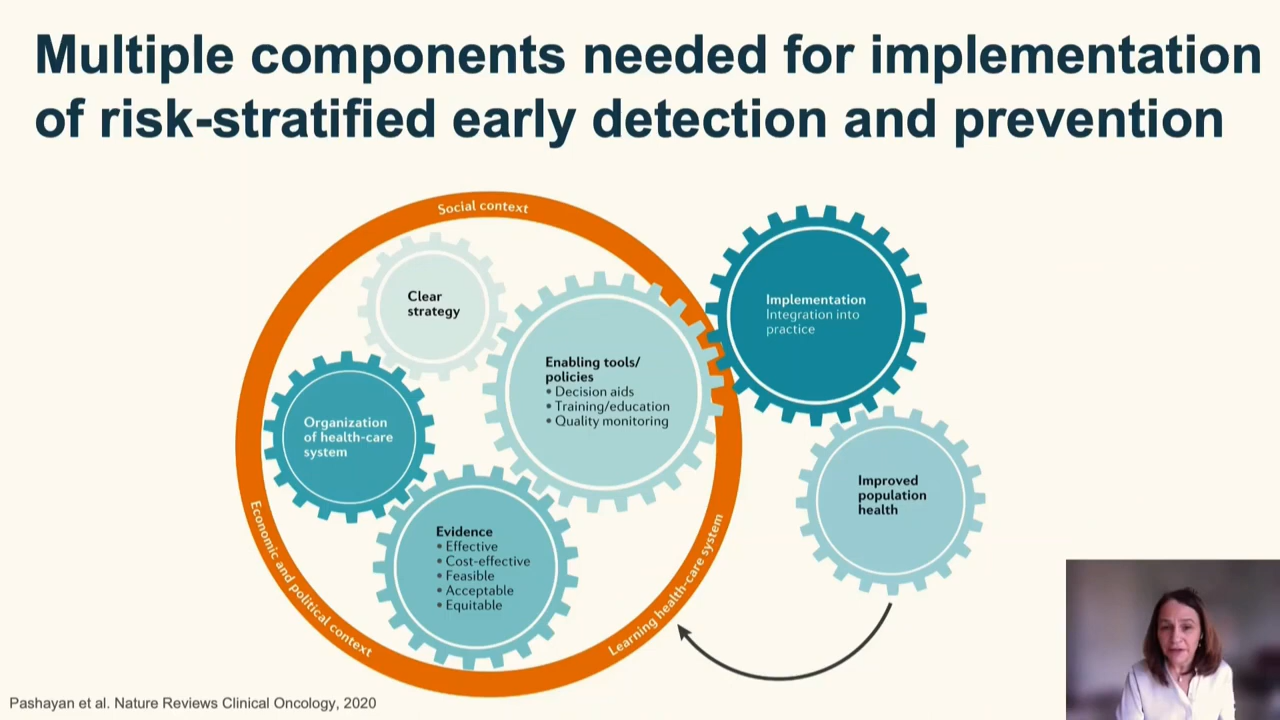 Multiple components needed for implementation
of risk-stratified early detection and prevention
Social context
Clear
strategy
Enabling tools/
policies
• Decision aids
• Training/education
• Quality monitoring
Implementation
Integration into
practice
Organization
of health-care
system
Evidence
• Effective
• Cost-effective
• Feasible
• Acceptable
• Equitable
Improved
population
health
Economic and political context
Learning health-care system
Pashayan et al. Nature Reviews Clinical Oncology, 2020